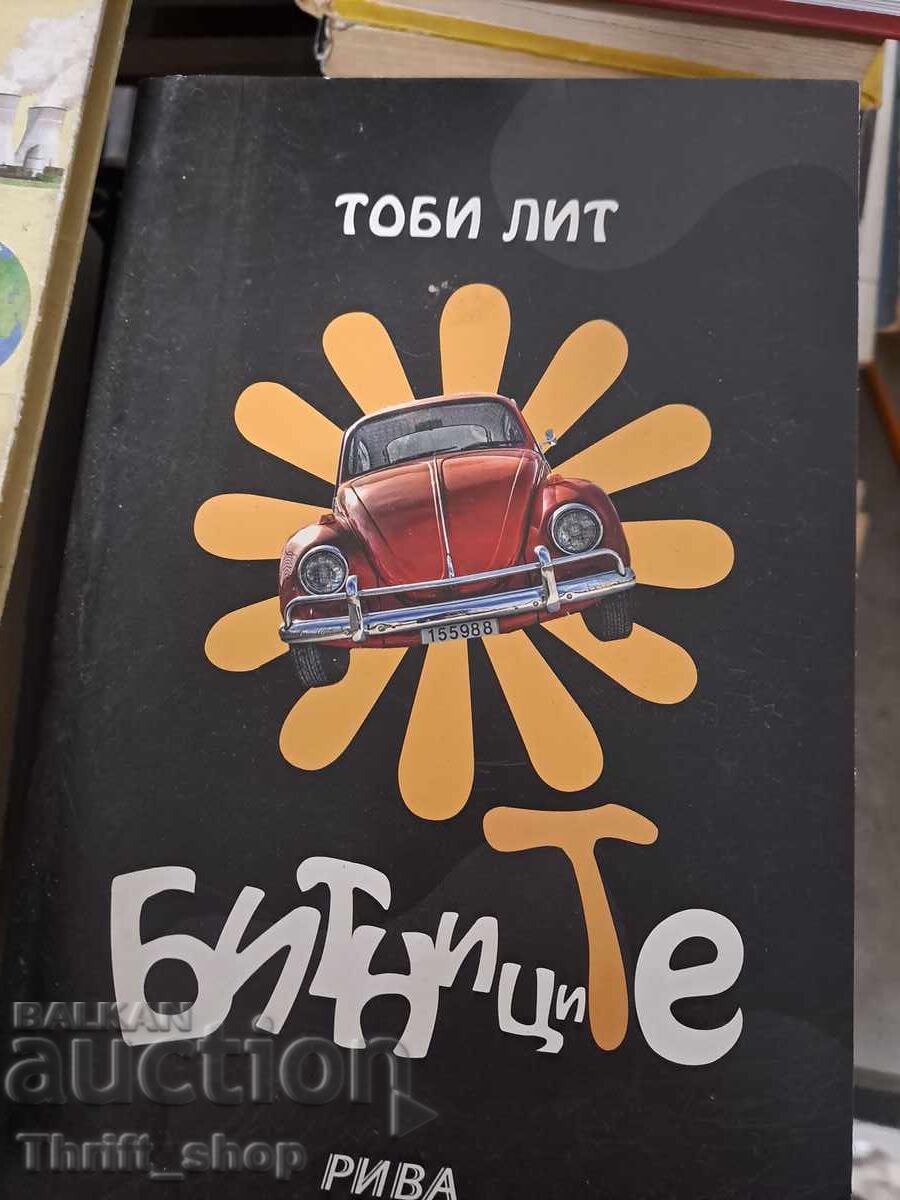 ТОБИ ЛИТ
155988
БИТНИЦИТЕ
BALKAN
auction
Thrift_shop
РИВА